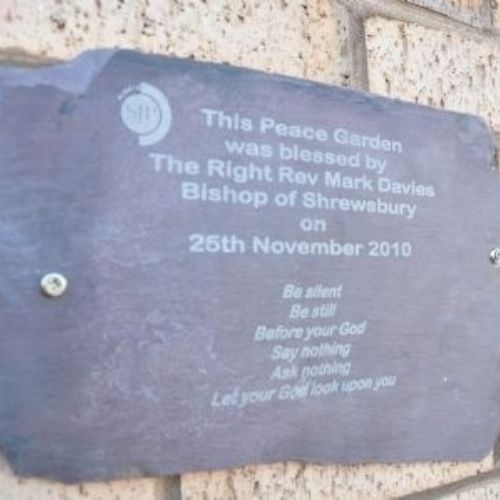 This Peace Garden
was blessed by
The Right Rev Mark Davies
Bishop of Shrewsbury
on
25th November 2010
Be silent
Be still
Before your God
Say nothing
Ask nothing
Let your God look upon you